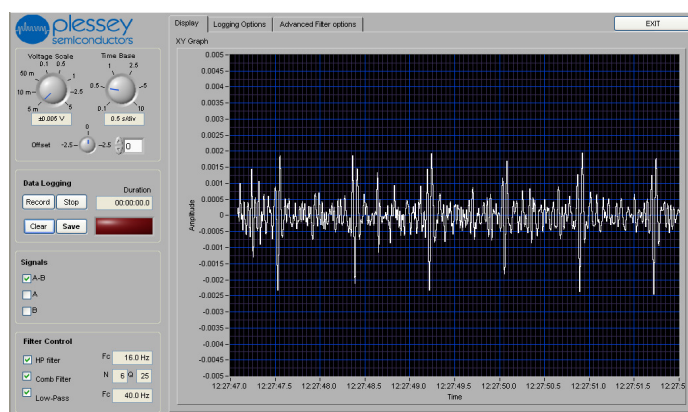 plessey
semiconductors
Display Logging Options Advanced Filter options EXIT
XY Graph
Voltage Scale Time Base
0.1 0.5 1 2.5
50 m 1 0.5 5
10 m 2.5
5 m 5 0.1 10
±0.005 V 0.5 s/div
0
Offset -2.5 2.5 0
Data Logging
Duration
Record Stop 00:00:00.0
Clear Save
Signals
A-B
A
B
Filter Control
HP filter Fc 16.0 Hz
Comb Filter N 6 Q 25
Low-Pass Fc 40.0 Hz
Amplitude
0.005
0.0045
0.004
0.0035
0.003
0.0025
0.002
0.0015
0.001
0.0005
0
-0.0005
-0.001
-0.0015
-0.002
-0.0025
-0.003
-0.0035
-0.004
-0.0045
-0.005
12:27:47.0 12:27:47.5 12:27:48.0 12:27:48.5 12:27:49.0 12:27:49.5 12:27:50.0 12:27:50.5 12:27:51.0 12:27:51.5 12:27:5
Time